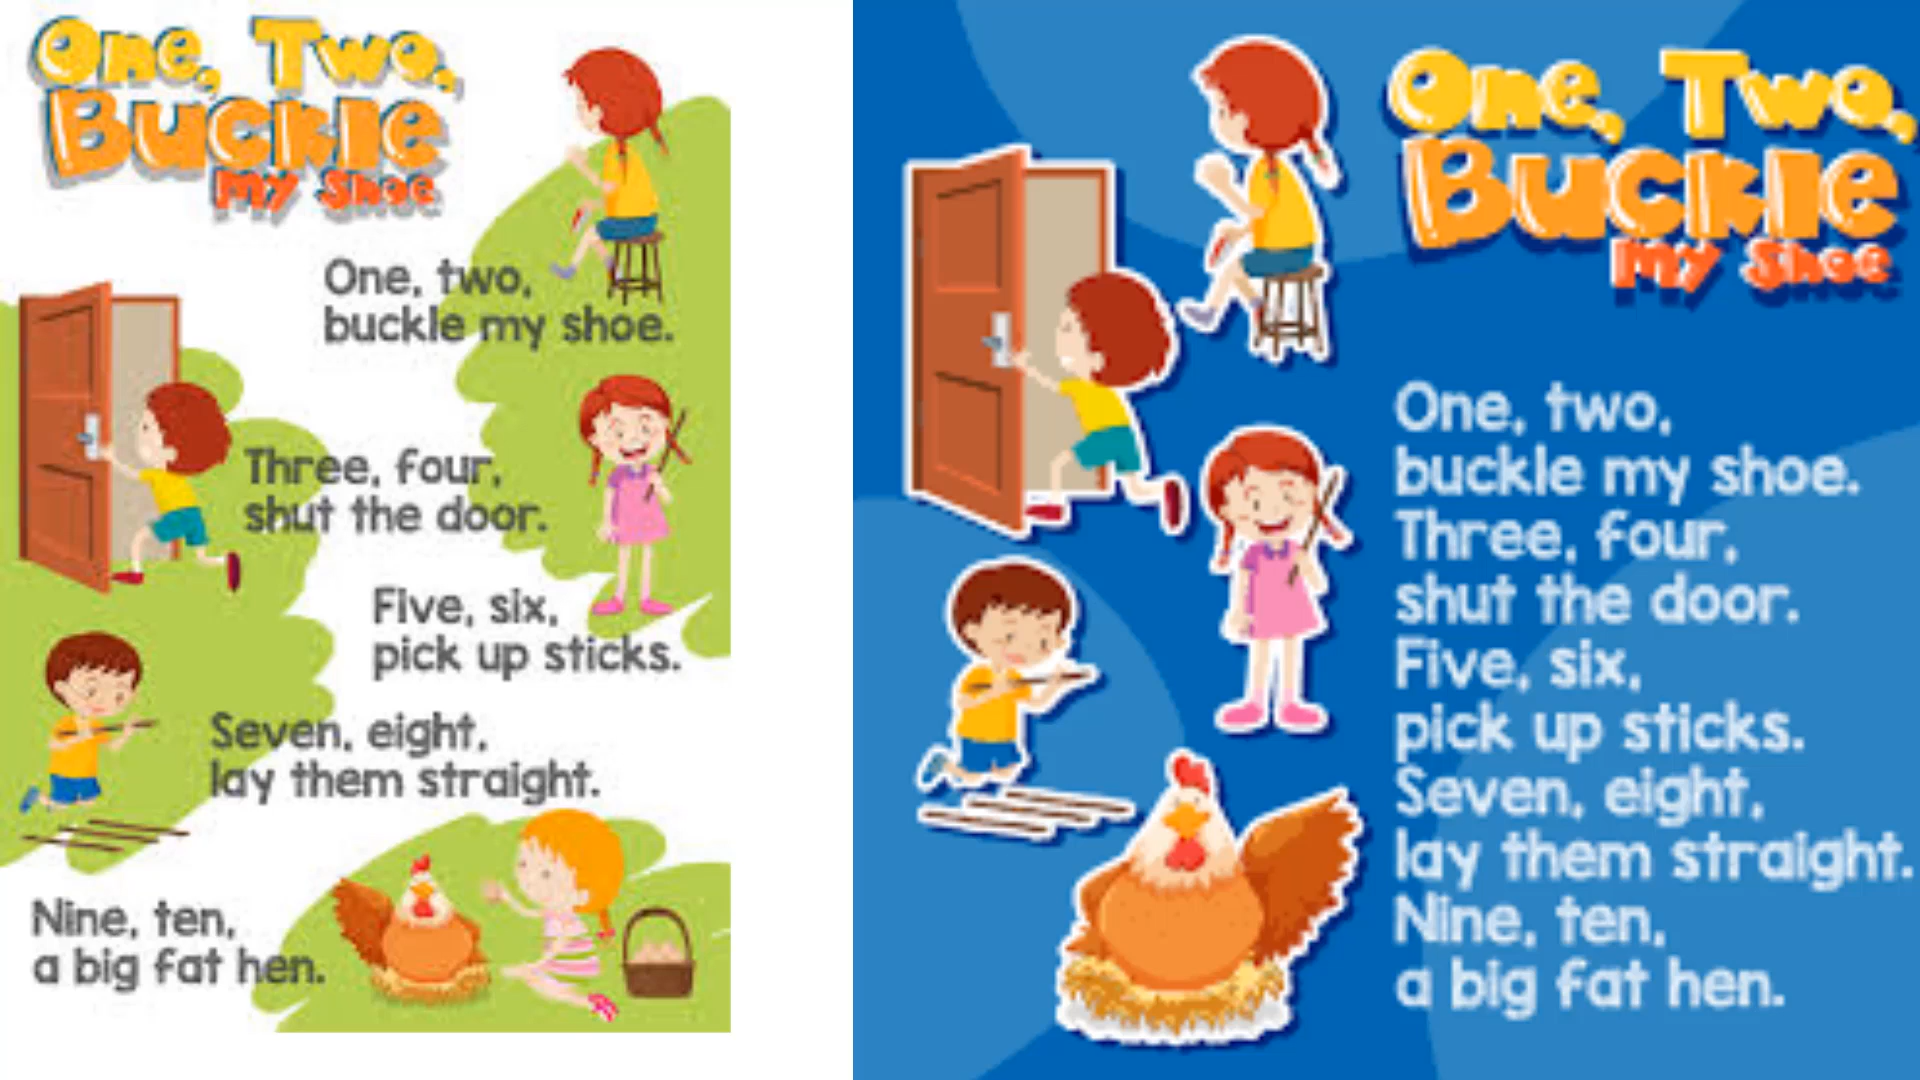 One, Two,
Buckle
My Shoe
One, two,
buckle my shoe.
Three, four,
shut the door.
Five, six,
pick up sticks.
Seven, eight,
lay them straight.
Nine, ten,
a big fat hen.
One, Two,
Buckle
My Shoe
One, two,
buckle my shoe.
Three, four,
shut the door.
Five, six,
pick up sticks.
Seven, eight,
lay them straight.
Nine, ten,
a big fat hen.